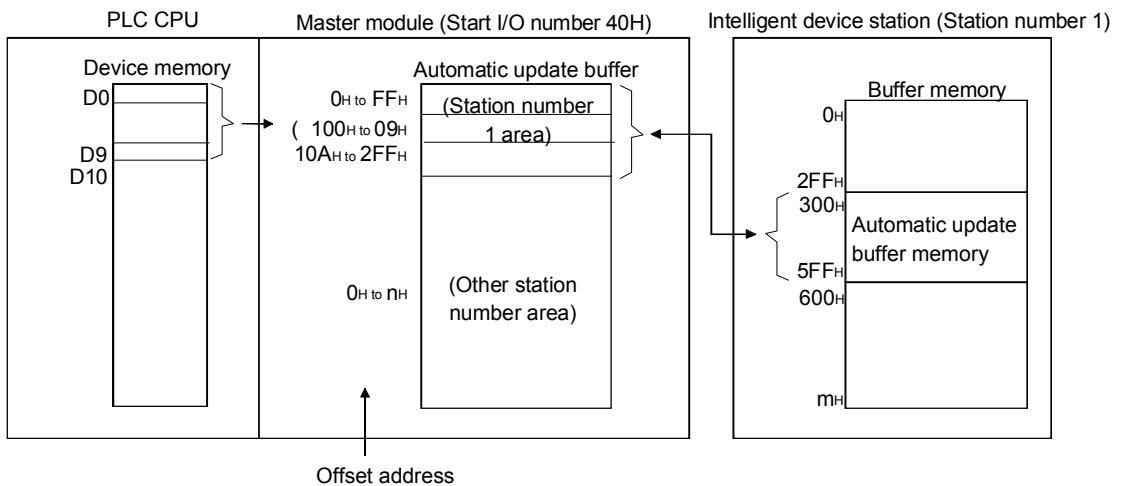 PLC CPU
Master module (Start I/O number 40H)
Intelligent device station (Station number 1)
Device memory
D0
D9
D10
Automatic update buffer
0H to FFH
( 100H to 09H
10AH to 2FFH
(Station number
1 area)
0H to nH
(Other station
number area)
Offset address
Buffer memory
0H
2FFH
300H
Automatic update
buffer memory
5FFH
600H
mH